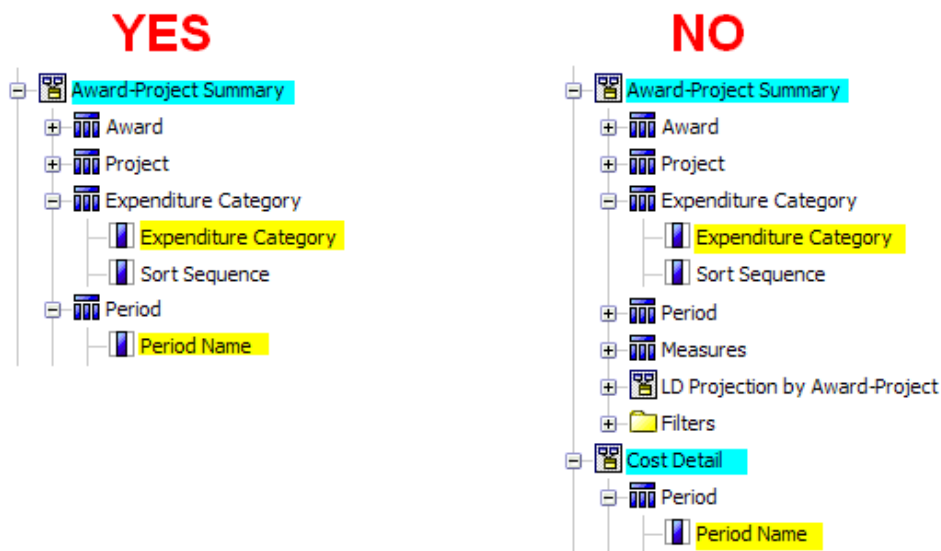 YES
Award-Project Summary
Award
Project
Expenditure Category
Expenditure Category
Sort Sequence
Period
Period Name
NO
Award-Project Summary
Award
Project
Expenditure Category
Expenditure Category
Sort Sequence
Period
Measures
LD Projection by Award-Project
Filters
Cost Detail
Period
Period Name